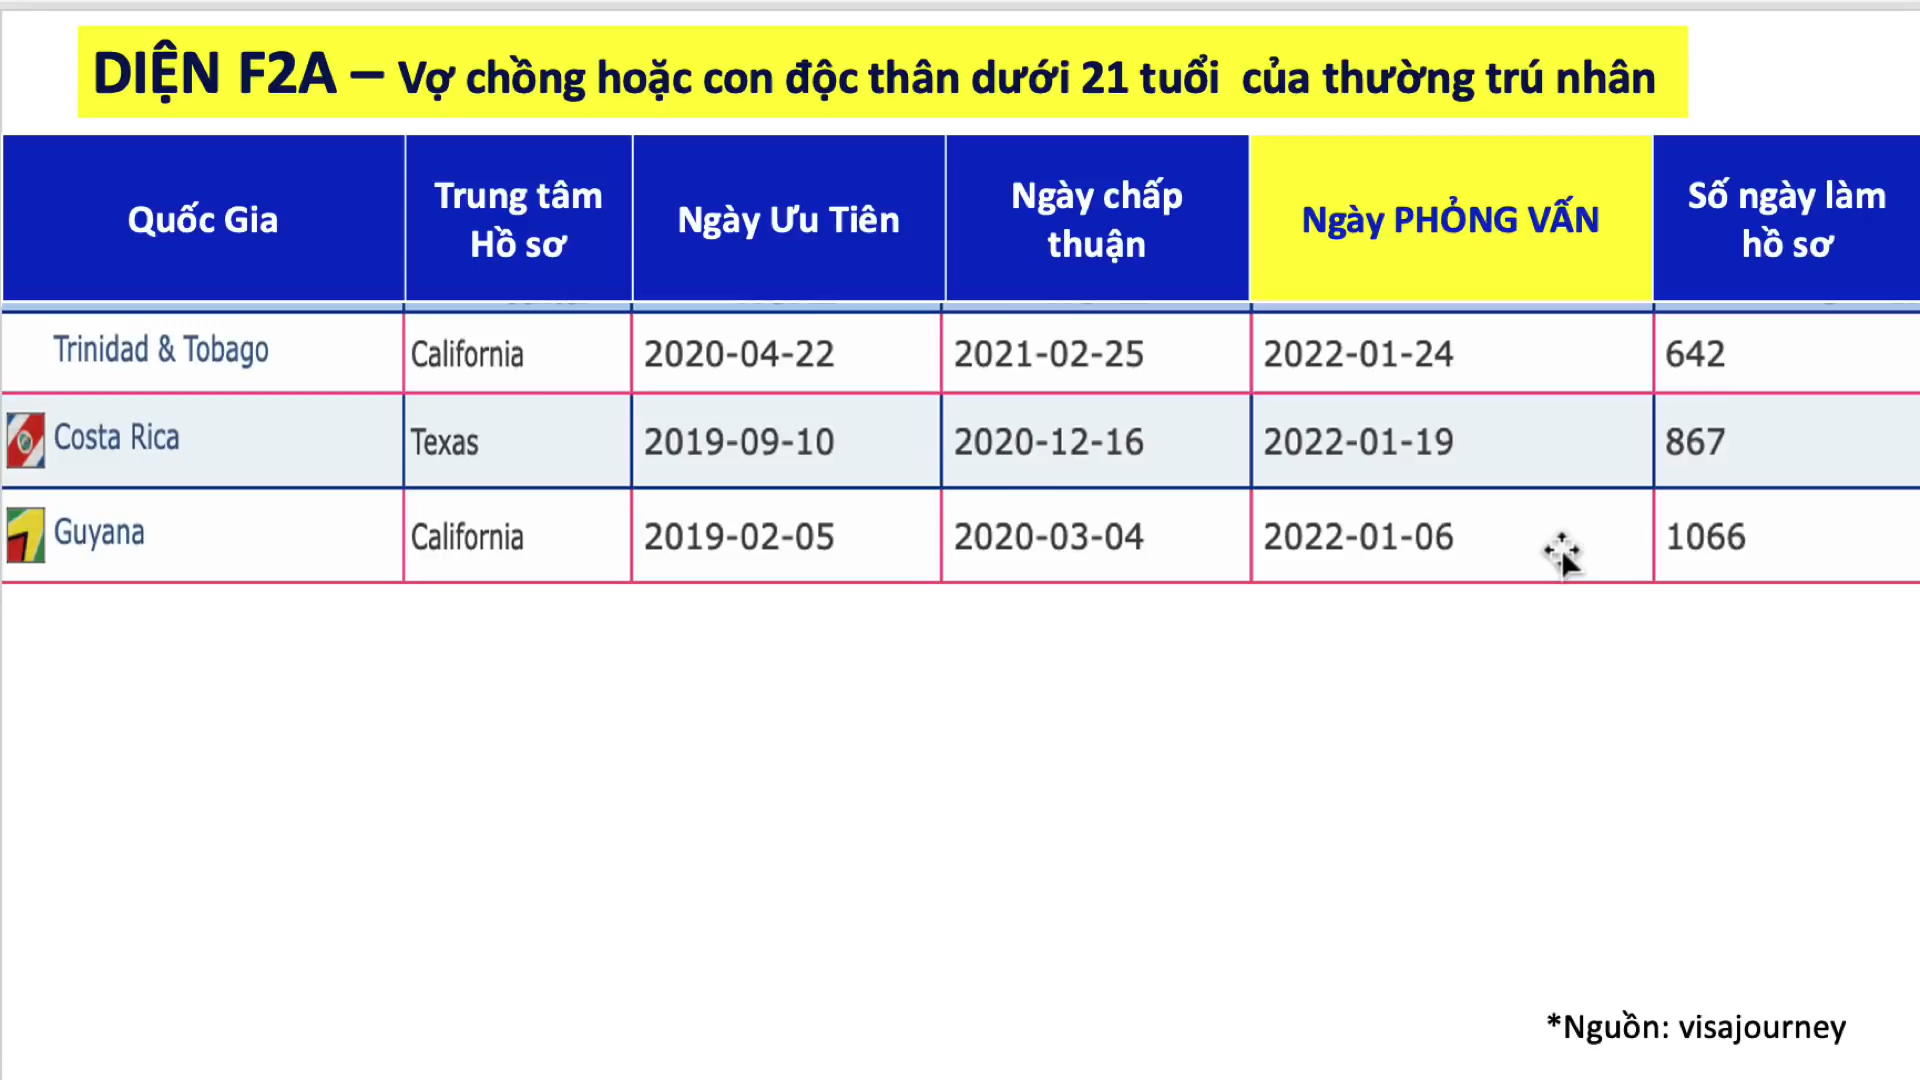 DIỆN F2A – Vợ chồng hoặc con độc thân dưới 21 tuổi của thường trú nhân
Quốc Gia
Trung tâm
Hồ sơ
Ngày Ưu Tiên
Ngày chấp
thuận
Ngày PHỎNG VẤN
Số ngày làm
hồ sơ
Trinidad & Tobago California 2020-04-22 2021-02-25 2022-01-24 642
Costa Rica Texas 2019-09-10 2020-12-16 2022-01-19 867
Guyana California 2019-02-05 2020-03-04 2022-01-06 1066
*Nguồn: visajourney